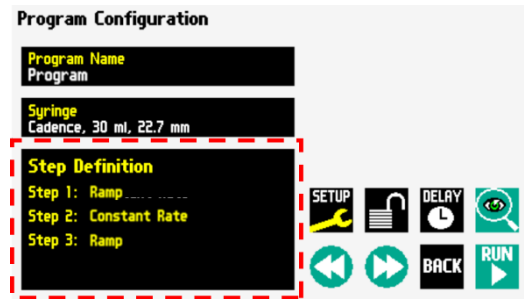 Program Configuration
Program Name
Program
Syringe
Cadence, 30 ml, 22.7 mm
Step Definition
Step 1: Ramp
Step 2: Constant Rate
Step 3: Ramp
SETUP
DELAY
BACK
RUN